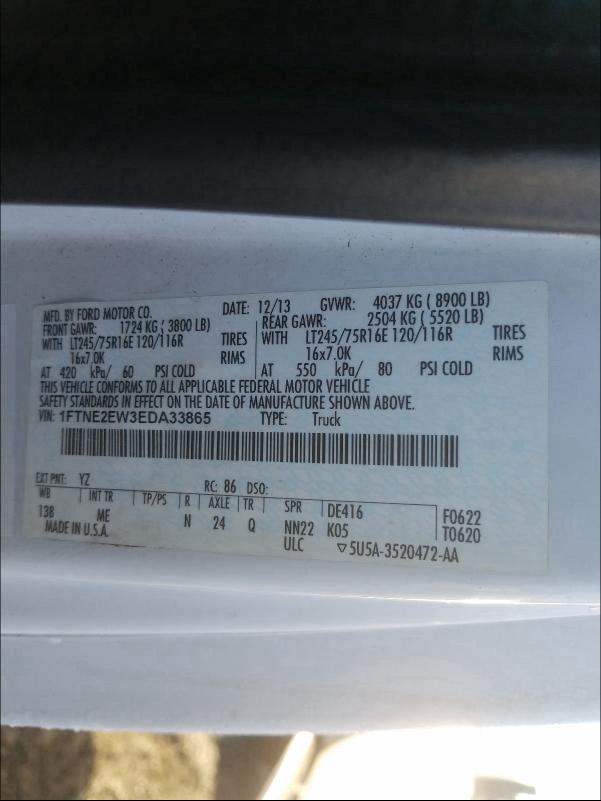 MFD. BY FORD MOTOR CO. DATE: 12/13 GVWR: 4037 KG ( 8900 LB)
FRONT GAWR: 1724 KG ( 3800 LB) REAR GAWR: 2504 KG ( 5520 LB)
WITH LT245/75R16E 120/116R TIRES WITH LT245/75R16E 120/116R TIRES
16x7.0K RIMS 16x7.0K RIMS
AT 420 kPa/ 60 PSI COLD AT 550 kPa/ 80 PSI COLD
THIS VEHICLE CONFORMS TO ALL APPLICABLE FEDERAL MOTOR VEHICLE
SAFETY STANDARDS IN EFFECT ON THE DATE OF MANUFACTURE SHOWN ABOVE.
VIN: 1FTNE2EW3EDA33865 TYPE: Truck
EXT PNT: YZ RC: 86 DSO:
WB INT TR TP/PS R AXLE TR SPR DE416 F0622
138 ME N 24 Q NN22 K05 T0620
MADE IN U.S.A. ULC ▽5U5A-3520472-AA